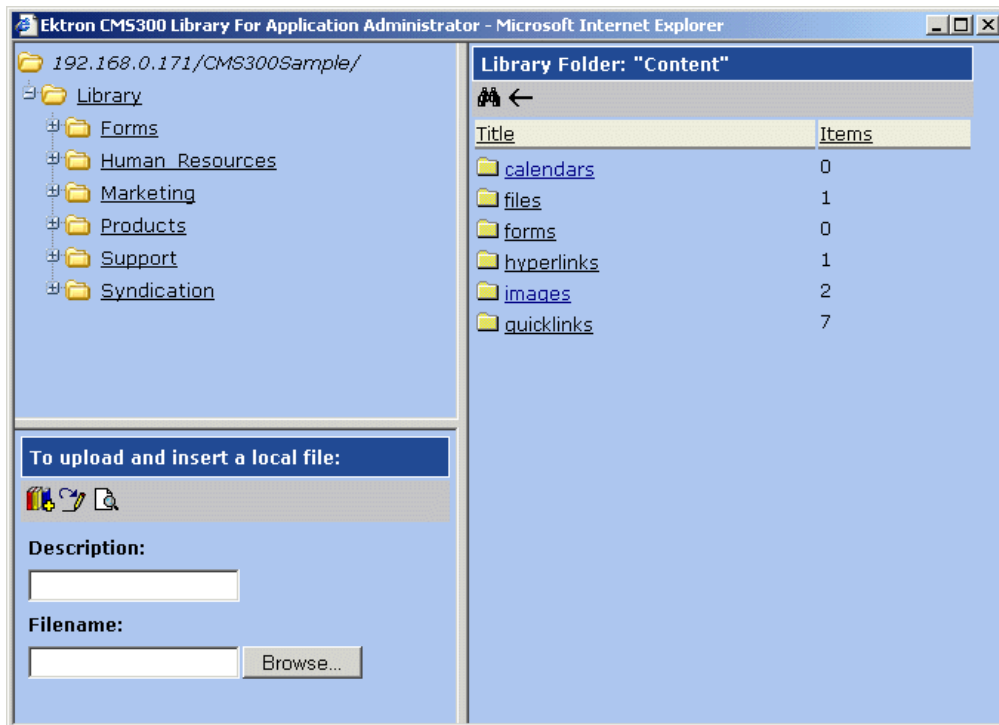 Ektron CMS300 Library For Application Administrator - Microsoft Internet Explorer
192.168.0.171/CMS300Sample/
Library
Forms
Human Resources
Marketing
Products
Support
Syndication
To upload and insert a local file:
Description:
Filename:
Browse...
Library Folder: "Content"
Title Items
calendars 0
files 1
forms 0
hyperlinks 1
images 2
quicklinks 7